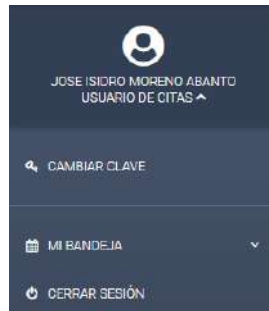 JOSE ISIDRO MORENO ABANTO
USUARIO DE CITAS
CAMBIAR CLAVE
MI BANDEJA
CERRAR SESIÓN